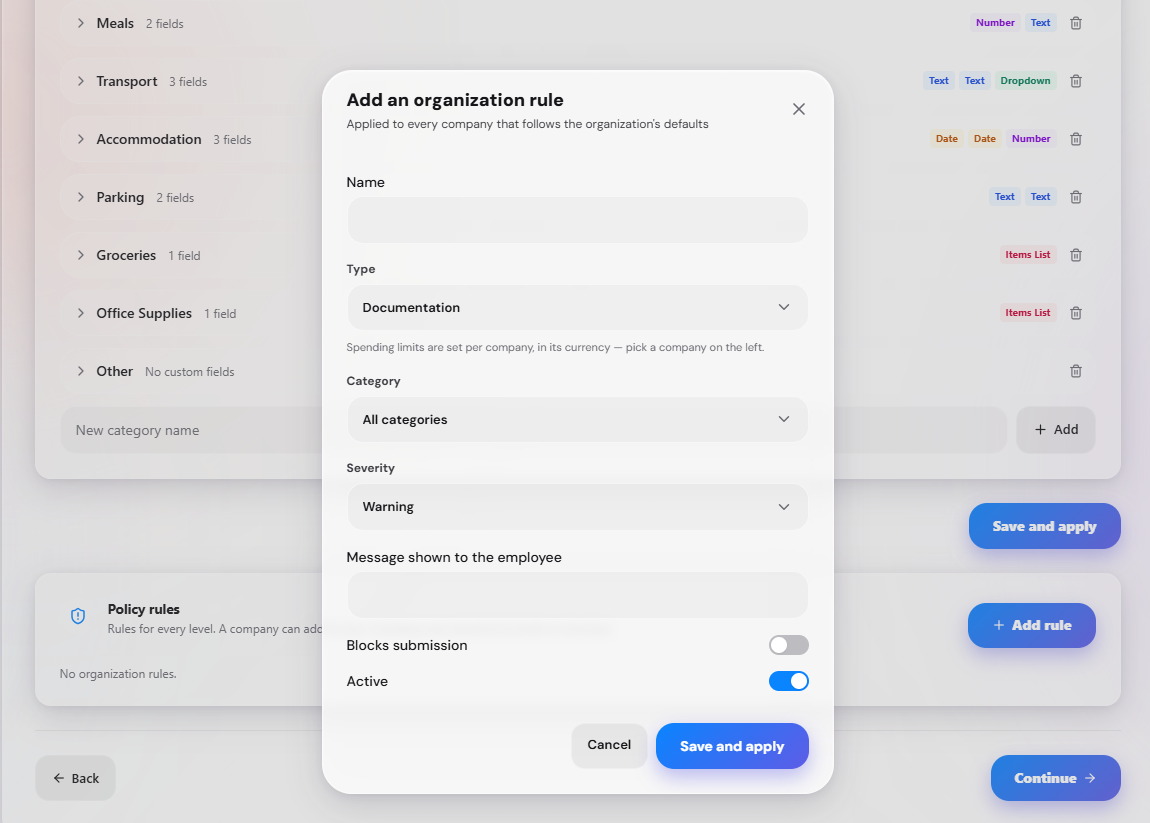 Meals 2 fields Number Text
Transport 3 fields Text Text Dropdown
Accommodation 3 fields Date Date Number
Parking 2 fields Text Text
Groceries 1 field Items List
Office Supplies 1 field Items List
Other No custom fields
New category name + Add
Save and apply
Policy rules
Rules for every level. A company can add
+ Add rule
No organization rules.
← Back
Continue →
Add an organization rule
Applied to every company that follows the organization's defaults
Name
Type
Documentation
Spending limits are set per company, in its currency — pick a company on the left.
Category
All categories
Severity
Warning
Message shown to the employee
Blocks submission
Active
Cancel
Save and apply